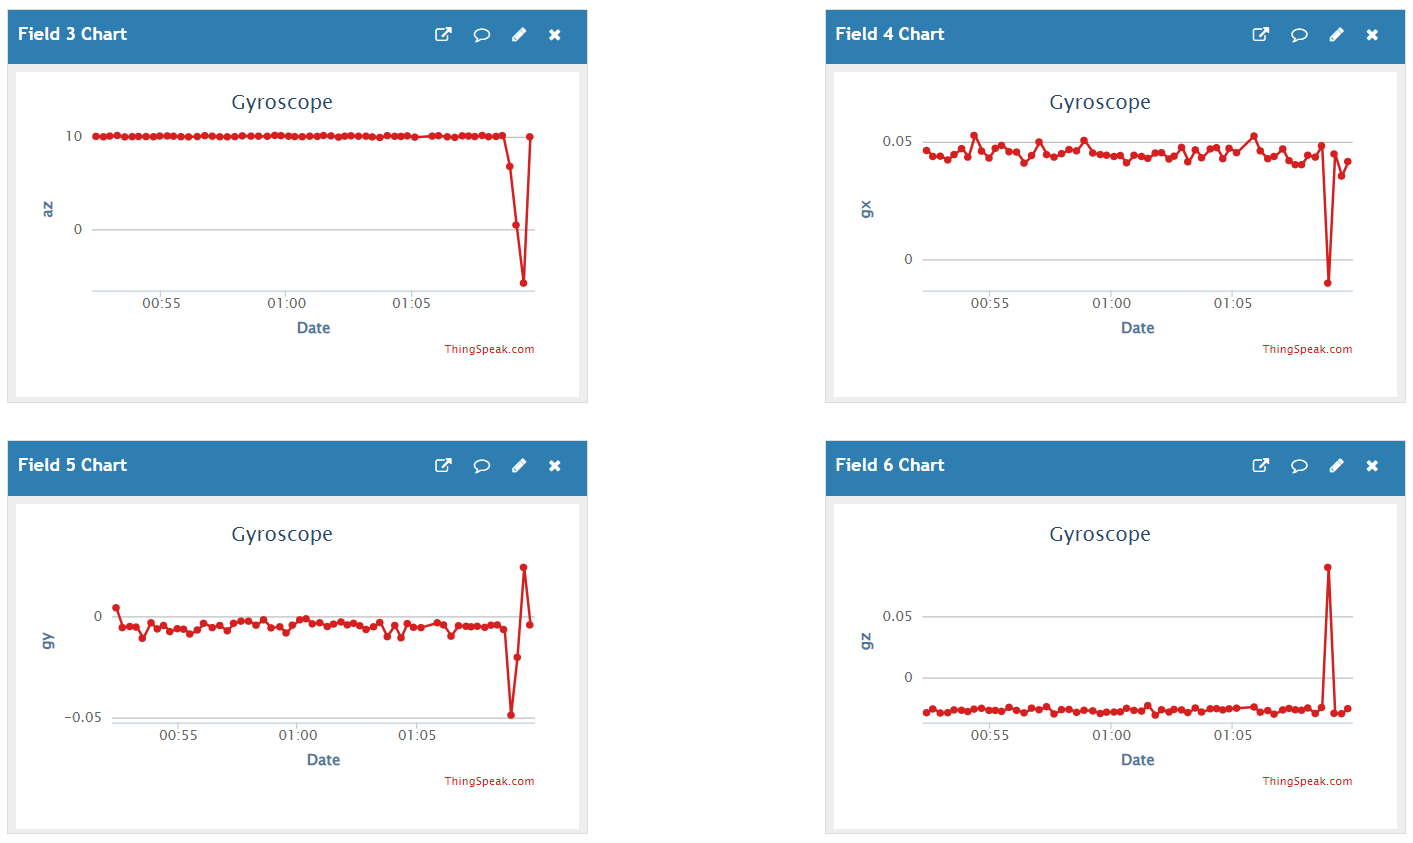 Field 3 Chart
Gyroscope
10
0
az
00:55 01:00 01:05
Date
ThingSpeak.com
Field 4 Chart
Gyroscope
0.05
0
gx
00:55 01:00 01:05
Date
ThingSpeak.com
Field 5 Chart
Gyroscope
0
-0.05
gy
00:55 01:00 01:05
Date
ThingSpeak.com
Field 6 Chart
Gyroscope
0.05
0
gz
00:55 01:00 01:05
Date
ThingSpeak.com